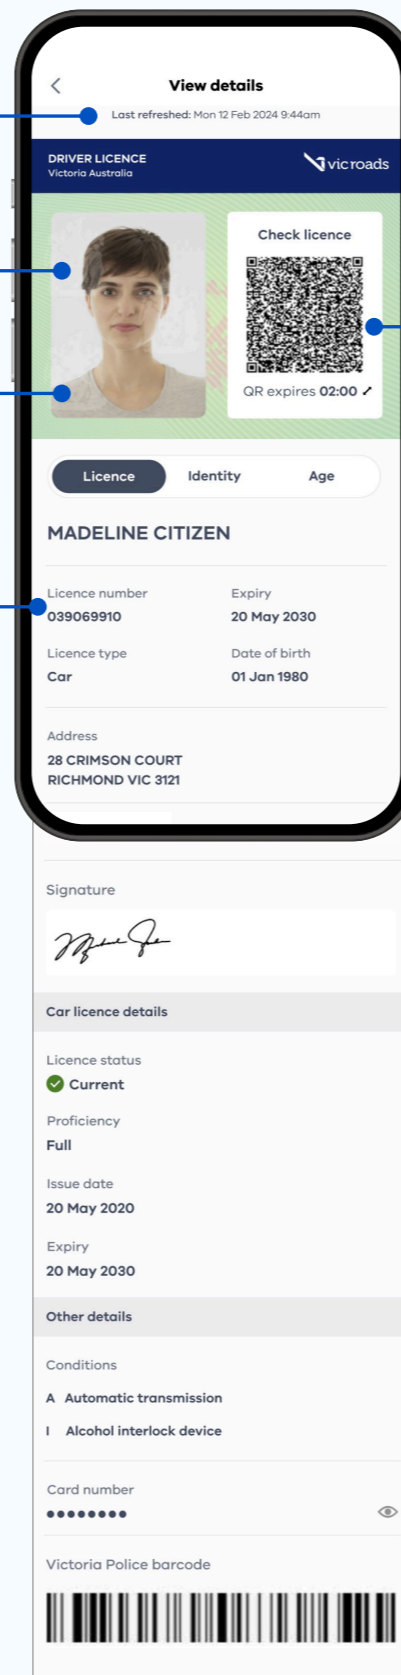 View details
Last refreshed: Mon 12 Feb 2024 9:44am
DRIVER LICENCE
Victoria Australia
vicroads
Check licence
QR expires 02:00
Licence
Identity
Age
MADELINE CITIZEN
Licence number
039069910
Expiry
20 May 2030
Licence type
Car
Date of birth
01 Jan 1980
Address
28 CRIMSON COURT
RICHMOND VIC 3121
Signature
Car licence details
Licence status
Current
Proficiency
Full
Issue date
20 May 2020
Expiry
20 May 2030
Other details
Conditions
A Automatic transmission
I Alcohol interlock device
Card number
••••••••
Victoria Police barcode